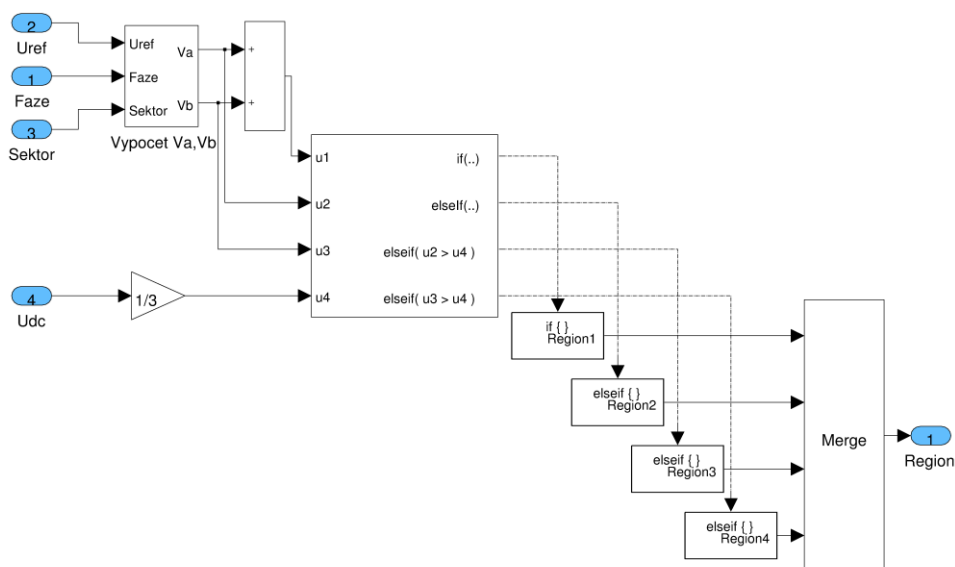 2
Uref
1
Faze
3
Sektor
Uref
Faze
Sektor
Va
Vb
Vypocet Va,Vb
+
+
u1
u2
u3
u4
if(..)
elseIf(..)
elseif( u2 > u4 )
elseif( u3 > u4 )
4
Udc
1/3
if { }
Region1
elseif { }
Region2
elseif { }
Region3
elseif { }
Region4
Merge
1
Region